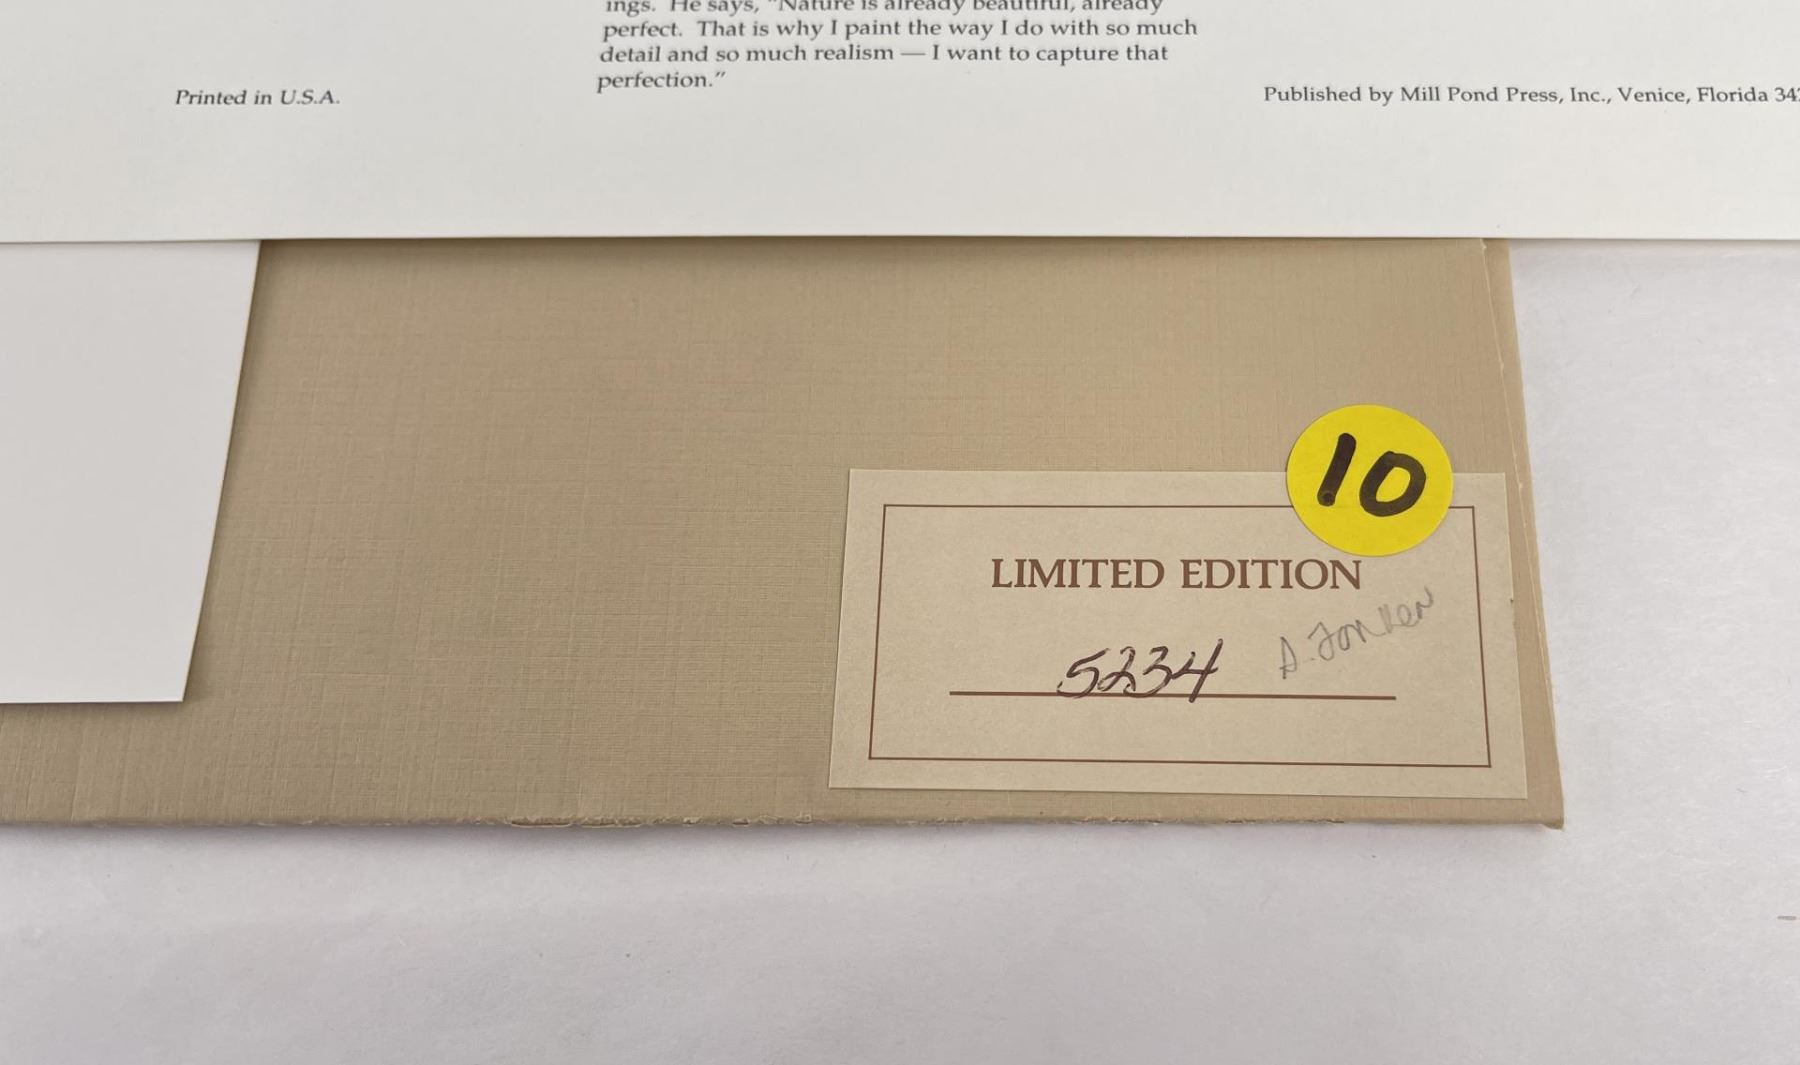 ings. He says, "Nature is already beautiful, already
perfect. That is why I paint the way I do with so much
detail and so much realism — I want to capture that
perfection."
Printed in U.S.A.
Published by Mill Pond Press, Inc., Venice, Florida 34
10
LIMITED EDITION
5234